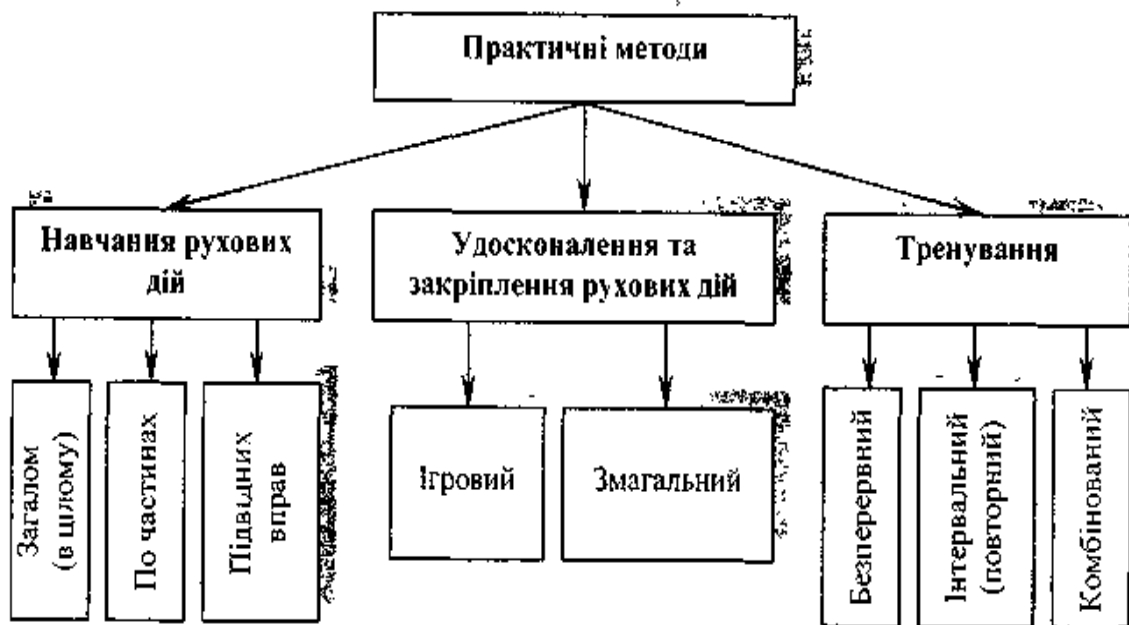 Практичні методи
Навчання рухових
дій
Удосконалення та
закріплення рухових дій
Тренування
Загалом
(в цілому)
По частинах
Підвідних
вправ
Ігровий
Змагальний
Безперервний
Інтервальний
(повторний)
Комбінований